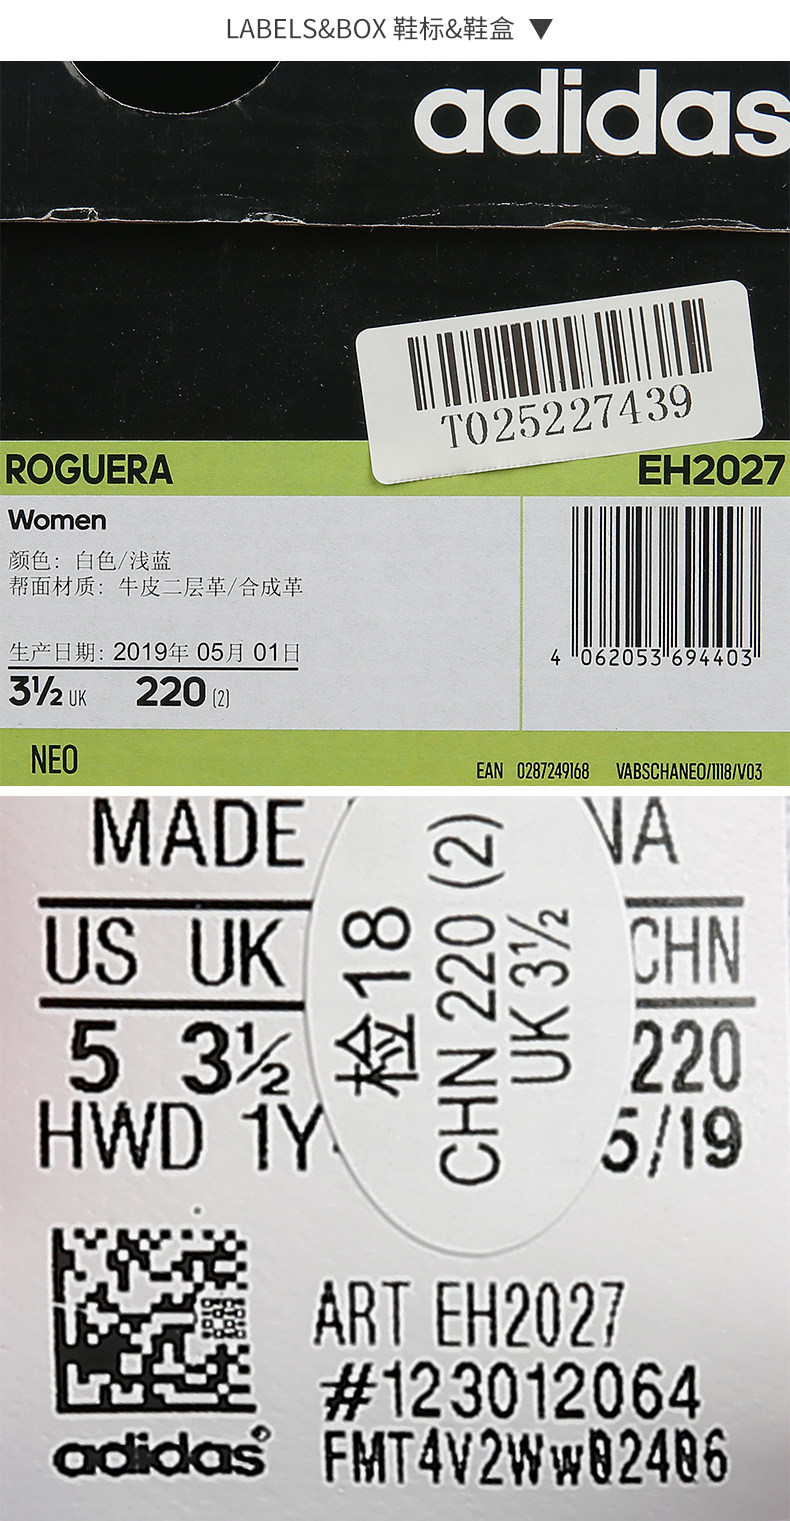 LABELS&BOX 鞋标&鞋盒 ▼
adidas
T025227439
ROGUERA
EH2027
Women
颜色: 白色/浅蓝
帮面材质: 牛皮二层革/合成革
生产日期: 2019年 05月 01日
3½ UK 220 (2)
4 062053 694403
NEO
EAN 0287249168 VABSCHANEO/1118/V03
MADE
US UK CHN
5 3½ 220
HWD 1Y 5/19
检18
CHN 220 (2)
UK 3½
ART EH2027
#123012064
adidas